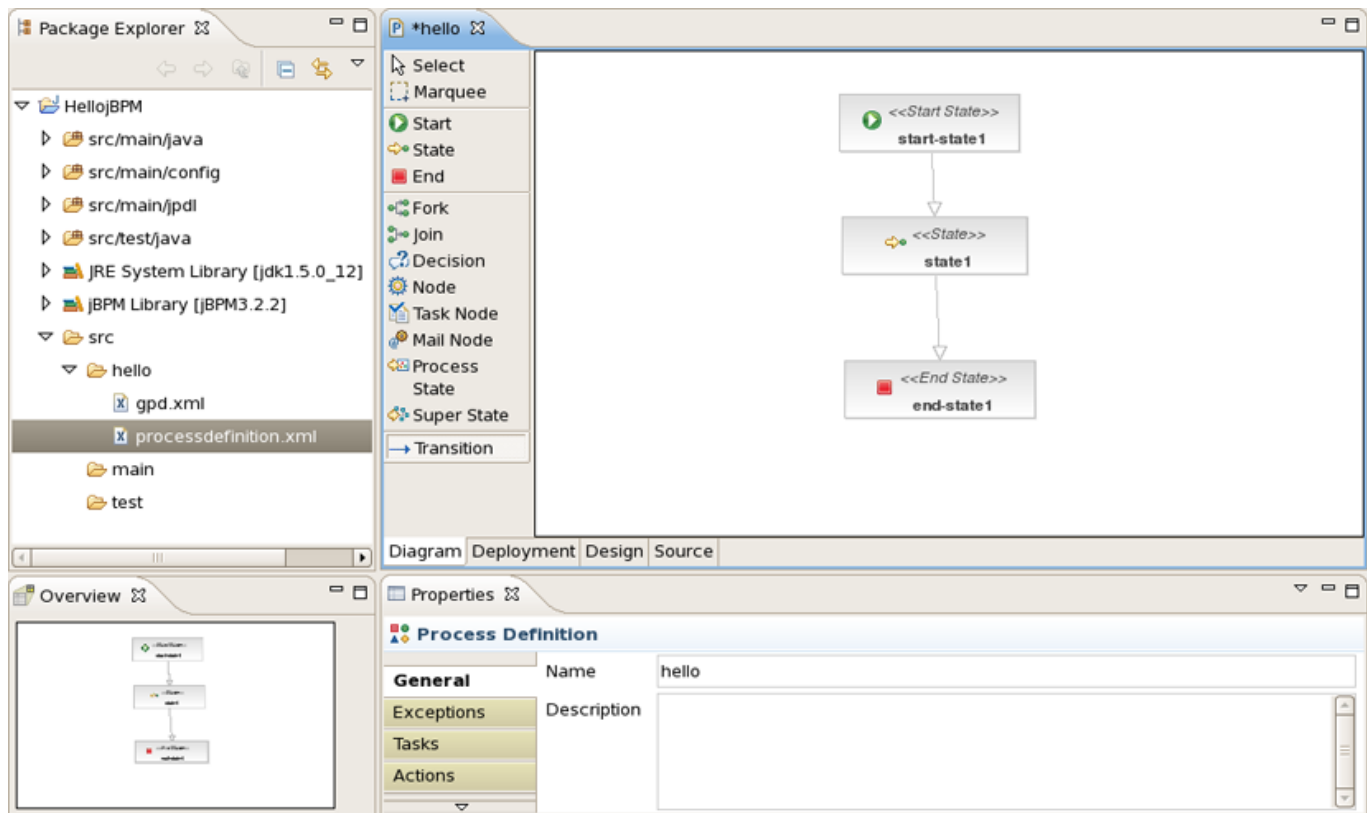 Package Explorer
HellojBPM
src/main/java
src/main/config
src/main/jpdl
src/test/java
JRE System Library [jdk1.5.0_12]
jBPM Library [jBPM3.2.2]
src
hello
gpd.xml
processdefinition.xml
main
test
*hello
Select
Marquee
Start
State
End
Fork
Join
Decision
Node
Task Node
Mail Node
Process
State
Super State
Transition
<<Start State>>
start-state1
<<State>>
state1
<<End State>>
end-state1
Diagram Deployment Design Source
Overview
Properties
Process Definition
General
Exceptions
Tasks
Actions
Name hello
Description